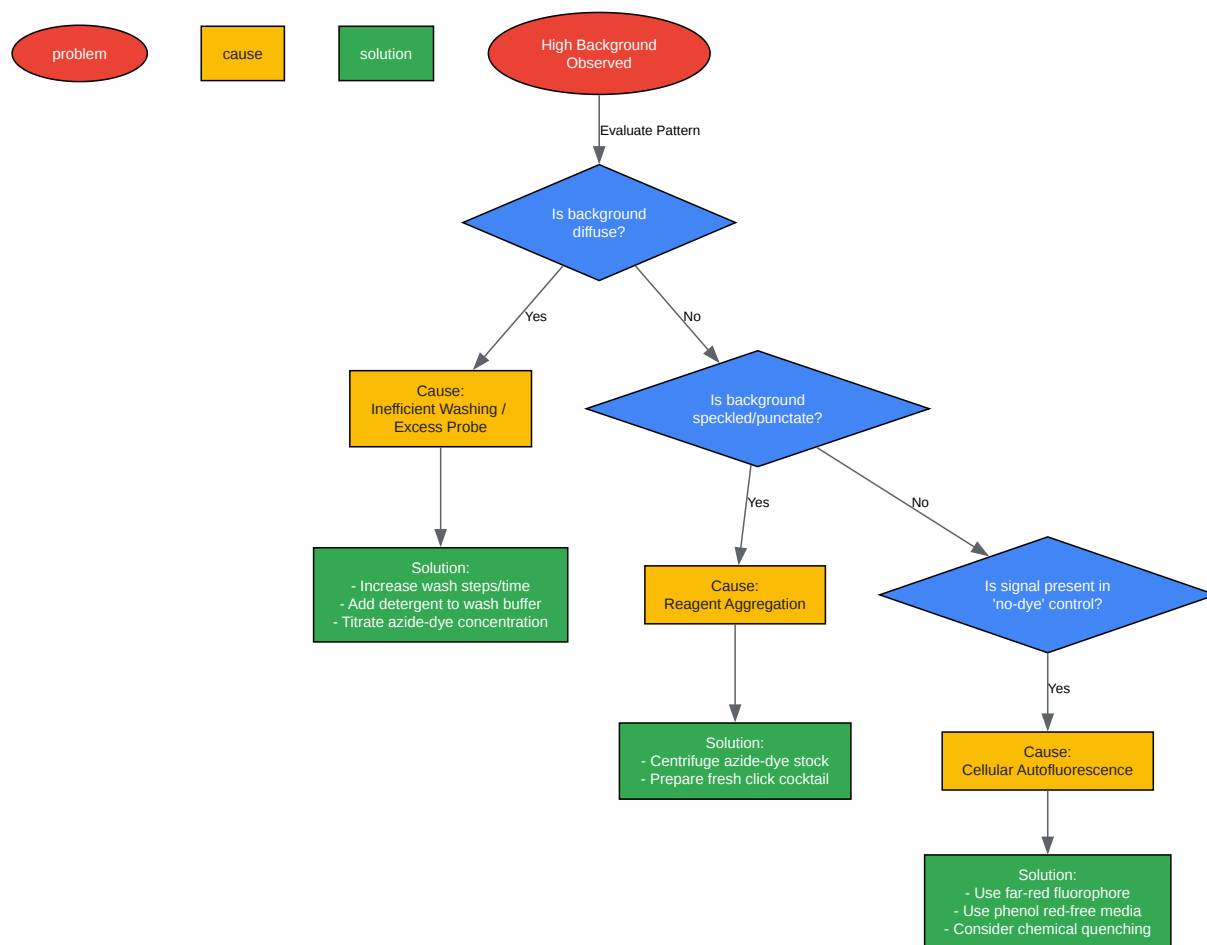 problem
cause
solution
High Background
Observed
Evaluate Pattern
Is background
diffuse?
Yes
No
Cause:
Inefficient Washing /
Excess Probe
Is background
speckled/punctate?
Yes
No
Solution:
- Increase wash steps/time
- Add detergent to wash buffer
- Titrate azide-dye concentration
Cause:
Reagent Aggregation
Is signal present in
'no-dye' control?
Yes
Solution:
- Centrifuge azide-dye stock
- Prepare fresh click cocktail
Cause:
Cellular Autofluorescence
Solution:
- Use far-red fluorophore
- Use phenol red-free media
- Consider chemical quenching